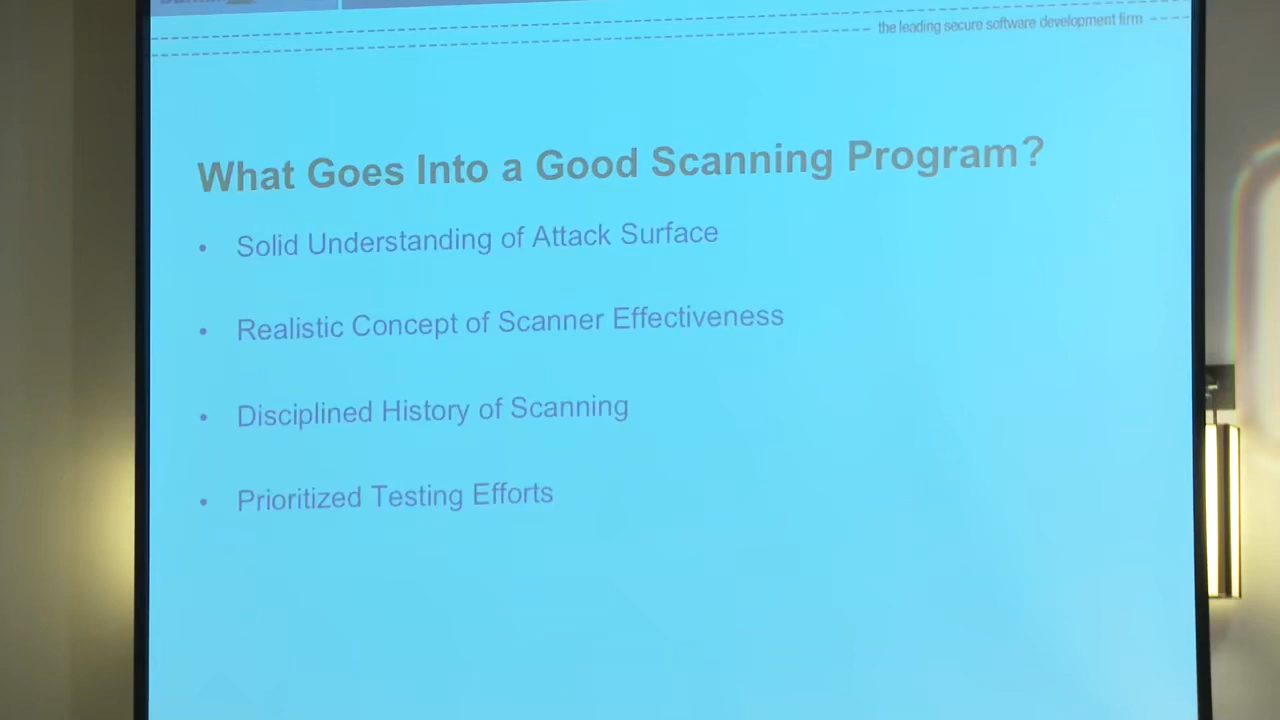 the leading secure software development firm
What Goes Into a Good Scanning Program?
• Solid Understanding of Attack Surface
• Realistic Concept of Scanner Effectiveness
• Disciplined History of Scanning
• Prioritized Testing Efforts